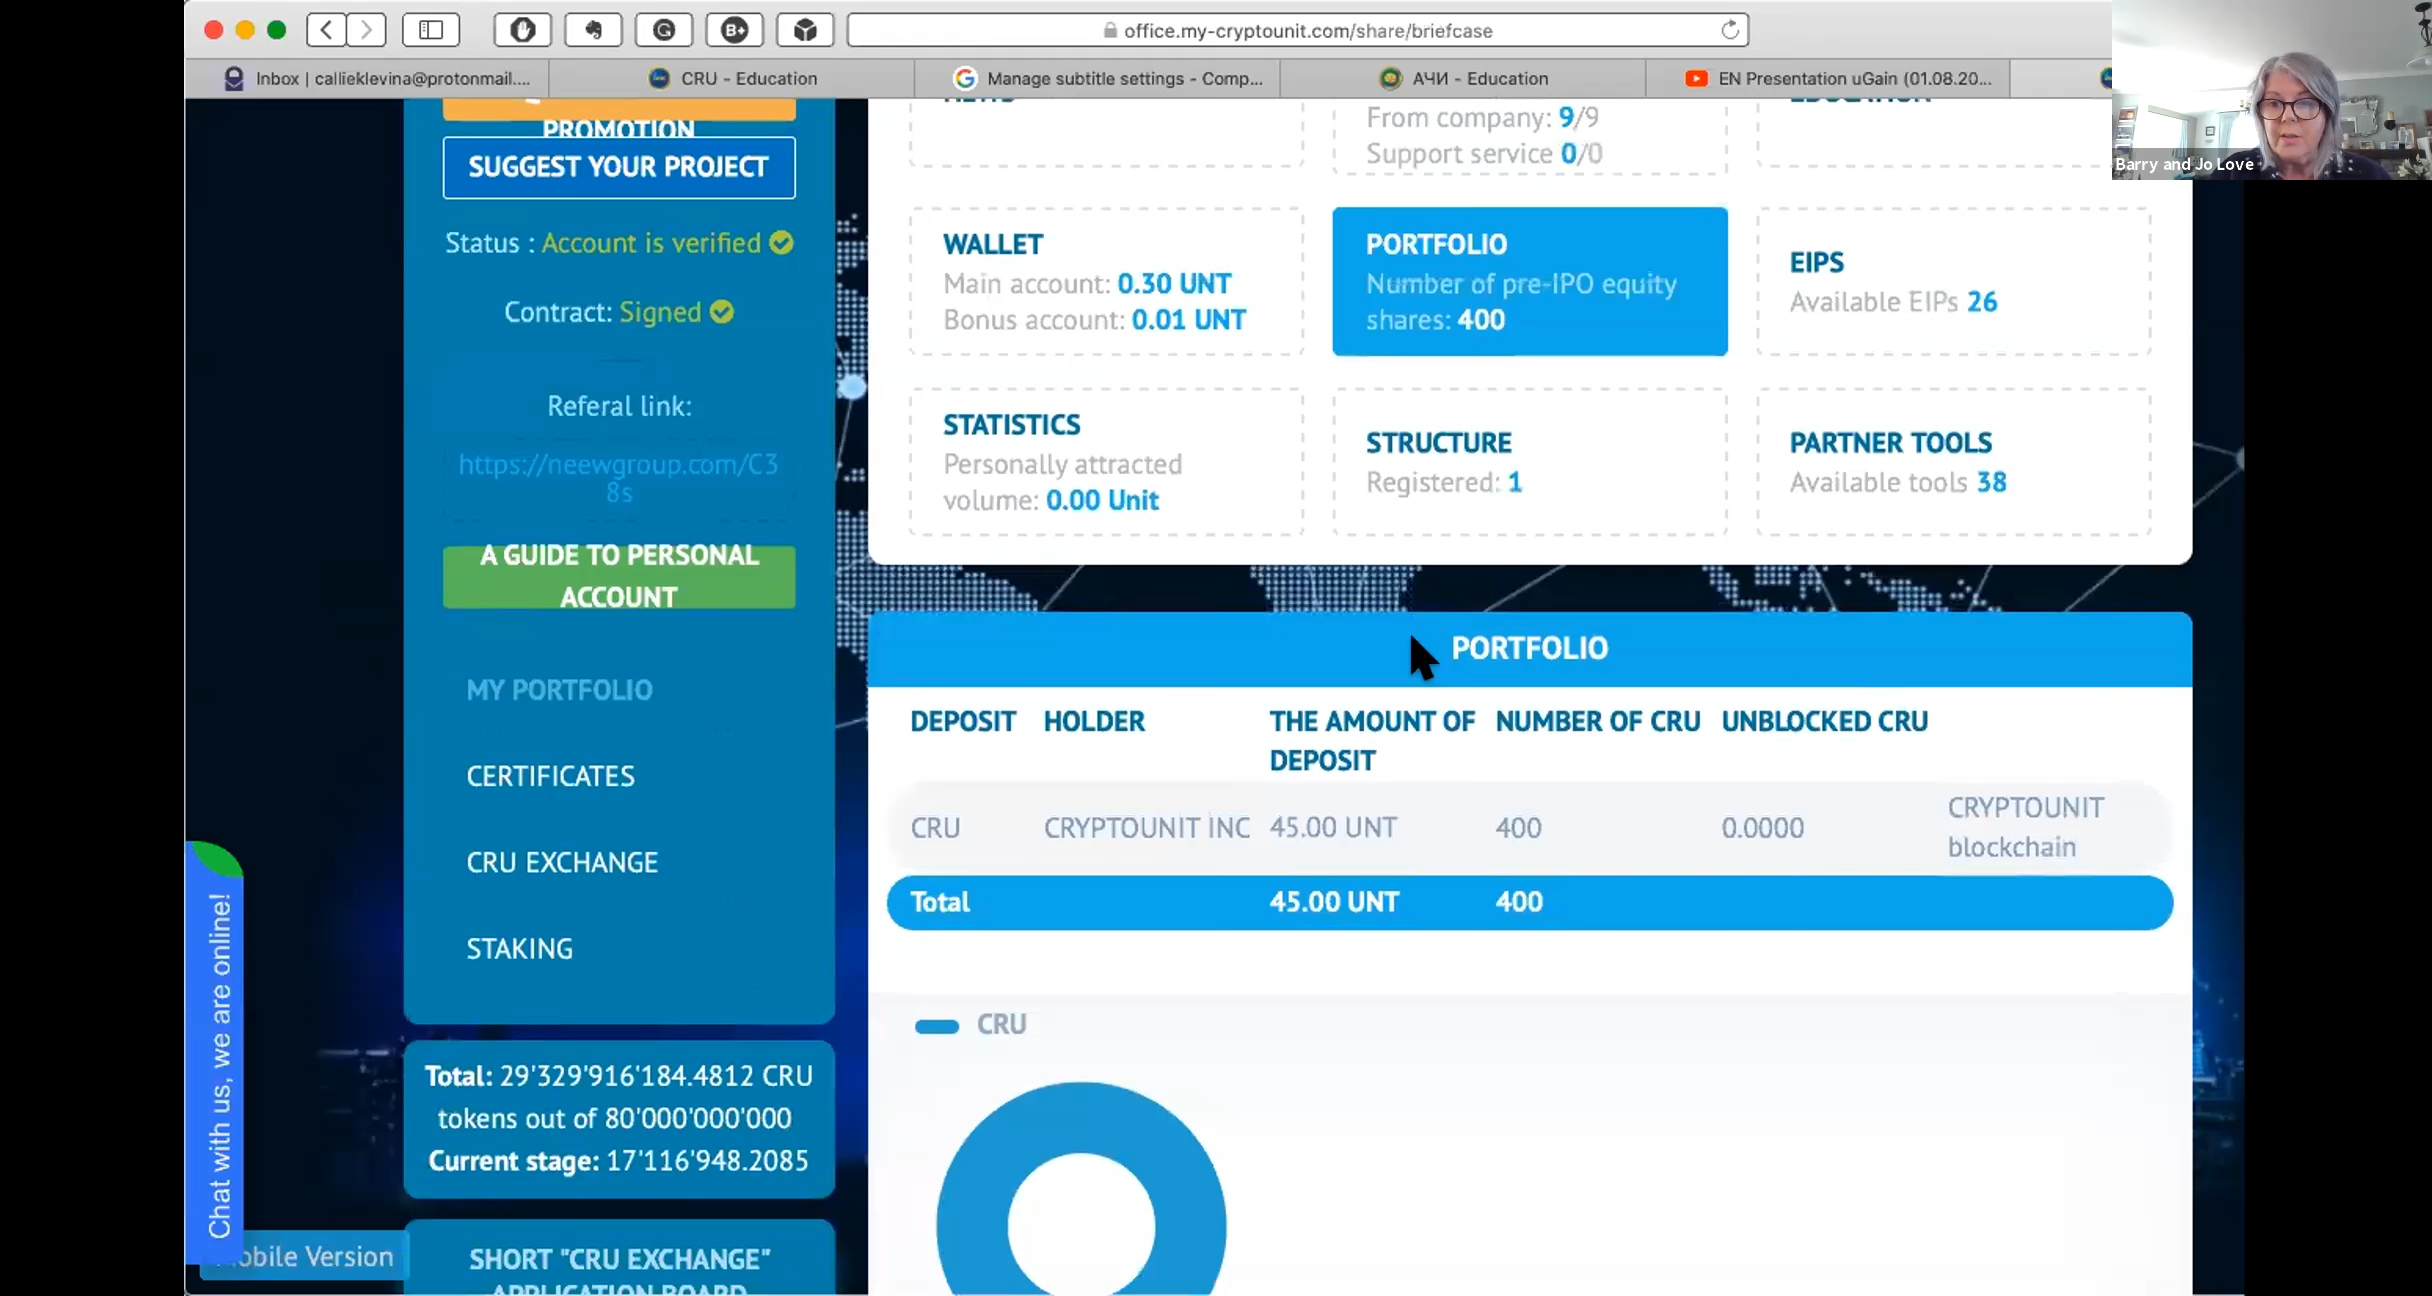 office.my-cryptounit.com/share/briefcase
Inbox | callieklevina@protonmail....
CRU - Education
Manage subtitle settings - Comp...
АЧИ - Education
EN Presentation uGain (01.08.20...
Barry and Jo Love
PROMOTION
SUGGEST YOUR PROJECT
Status : Account is verified
Contract: Signed
Referal link:
https://neewgroup.com/C3
8s
A GUIDE TO PERSONAL
ACCOUNT
MY PORTFOLIO
CERTIFICATES
CRU EXCHANGE
STAKING
Total: 29'329'916'184.4812 CRU
tokens out of 80'000'000'000
Current stage: 17'116'948.2085
SHORT "CRU EXCHANGE"
APPLICATION BOARD
Chat with us, we are online!
obile Version
From company: 9/9
Support service 0/0
EDUCATION
WALLET
Main account: 0.30 UNT
Bonus account: 0.01 UNT
PORTFOLIO
Number of pre-IPO equity
shares: 400
EIPS
Available EIPs 26
STATISTICS
Personally attracted
volume: 0.00 Unit
STRUCTURE
Registered: 1
PARTNER TOOLS
Available tools 38
PORTFOLIO
DEPOSIT HOLDER THE AMOUNT OF NUMBER OF CRU UNBLOCKED CRU
DEPOSIT
CRU CRYPTOUNIT INC 45.00 UNT 400 0.0000 CRYPTOUNIT
blockchain
Total 45.00 UNT 400
CRU